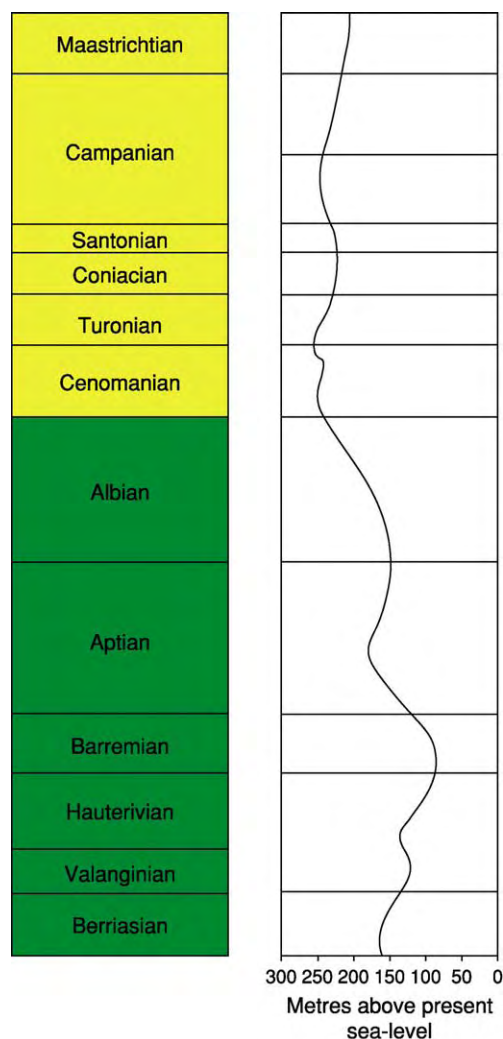 Maastrichtian
Campanian
Santonian
Coniacian
Turonian
Cenomanian
Albian
Aptian
Barremian
Hauterivian
Valanginian
Berriasian
300 250 200 150 100 50 0
Metres above present
sea-level